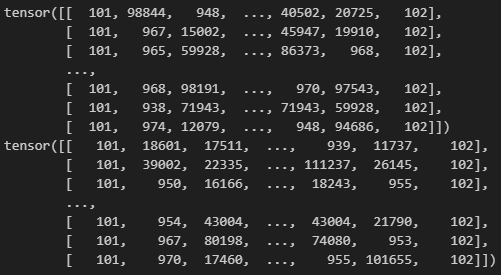 tensor([[  101, 98844,   948,  ..., 40502, 20725,   102],
        [  101,   967, 15002,  ..., 45947, 19910,   102],
        [  101,   965, 59928,  ..., 86373,   968,   102],
        ...,
        [  101,   968, 98191,  ...,   970, 97543,   102],
        [  101,   938, 71943,  ..., 71943, 59928,   102],
        [  101,   974, 12079,  ...,   948, 94686,   102]])
tensor([[   101,  18601,  17511,  ...,    939,  11737,    102],
        [   101,  39002,  22335,  ..., 111237,  26145,    102],
        [   101,    950,  16166,  ...,  18243,    955,    102],
        ...,
        [   101,    954,  43004,  ...,  43004,  21790,    102],
        [   101,    967,  80198,  ...,  74080,    953,    102],
        [   101,    970,  17460,  ...,    955, 101655,    102]])